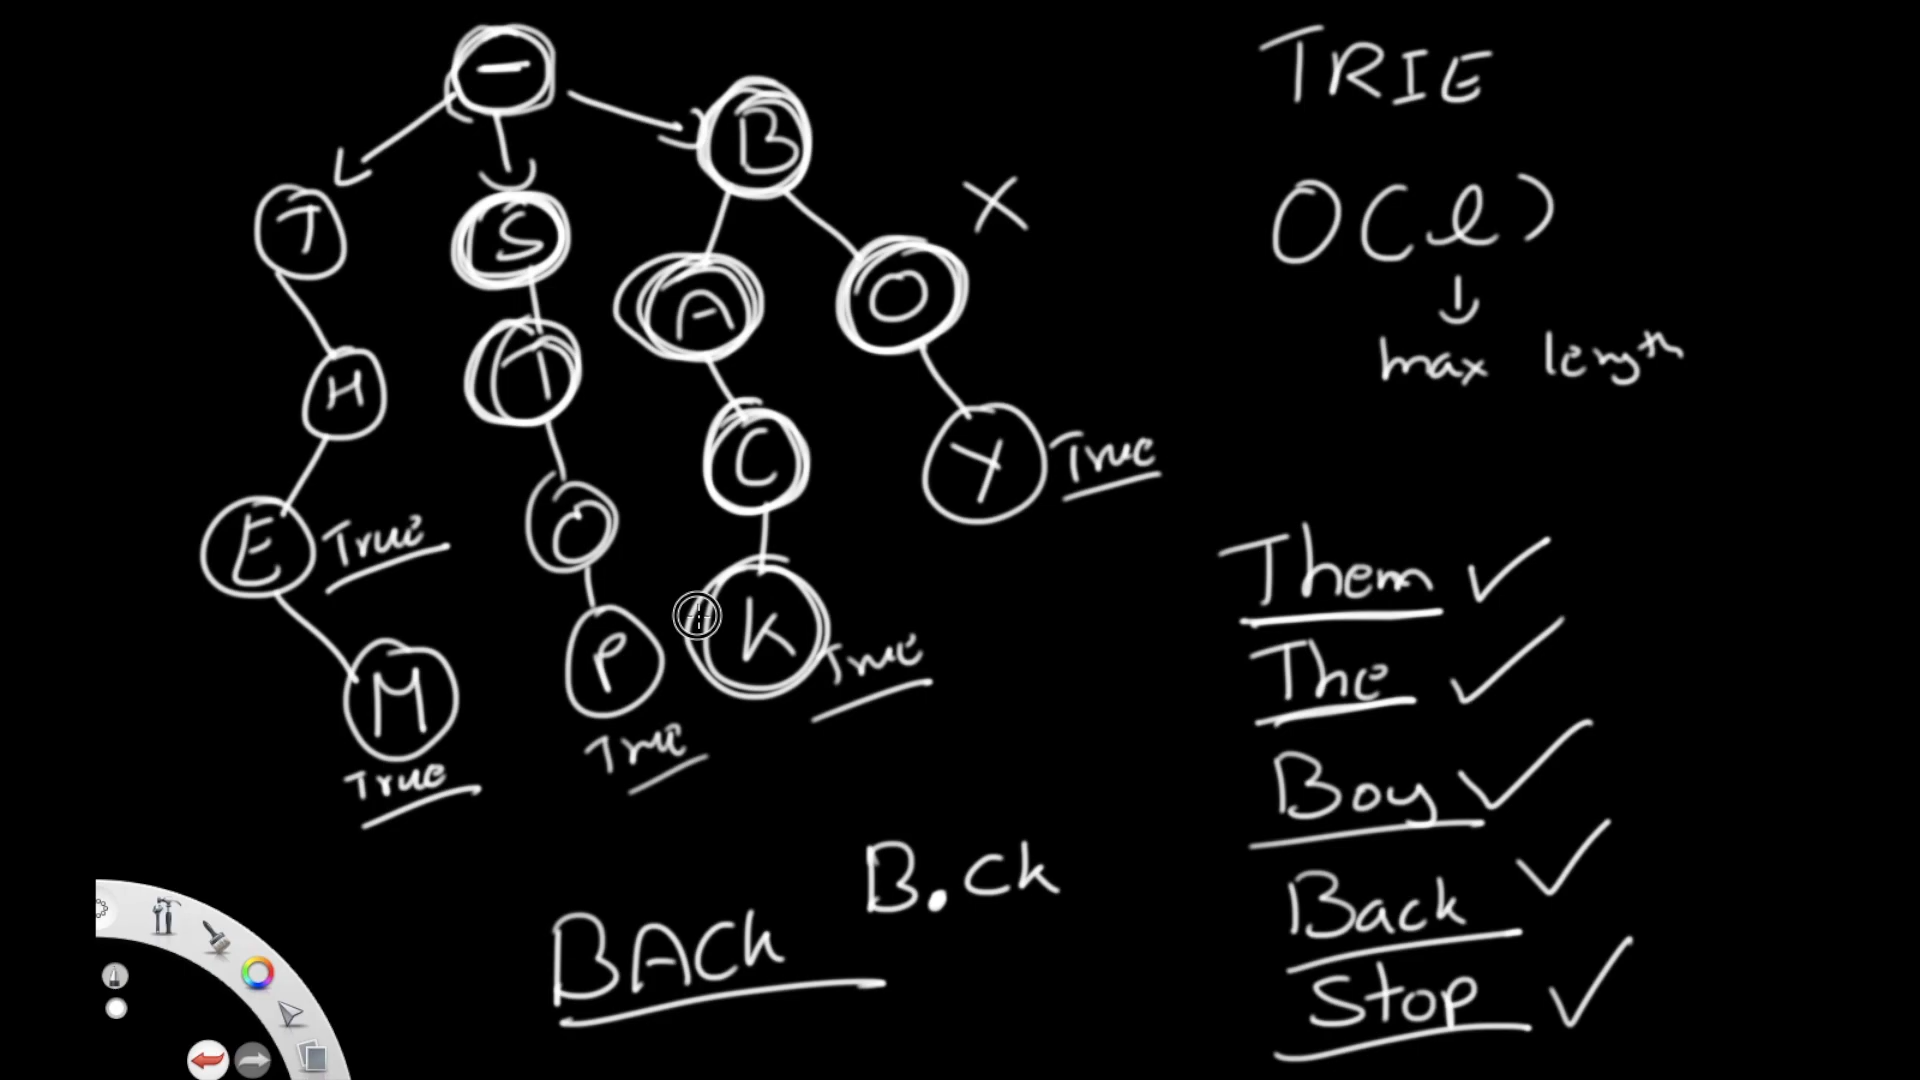 TRIE
O(l)
max length
B
T
S
X
A
O
H
T
C
Y True
E True
O
K True
P
True
M
True
Them ✓
The ✓
Boy ✓
Back ✓
Stop ✓
B.Ck
BACk